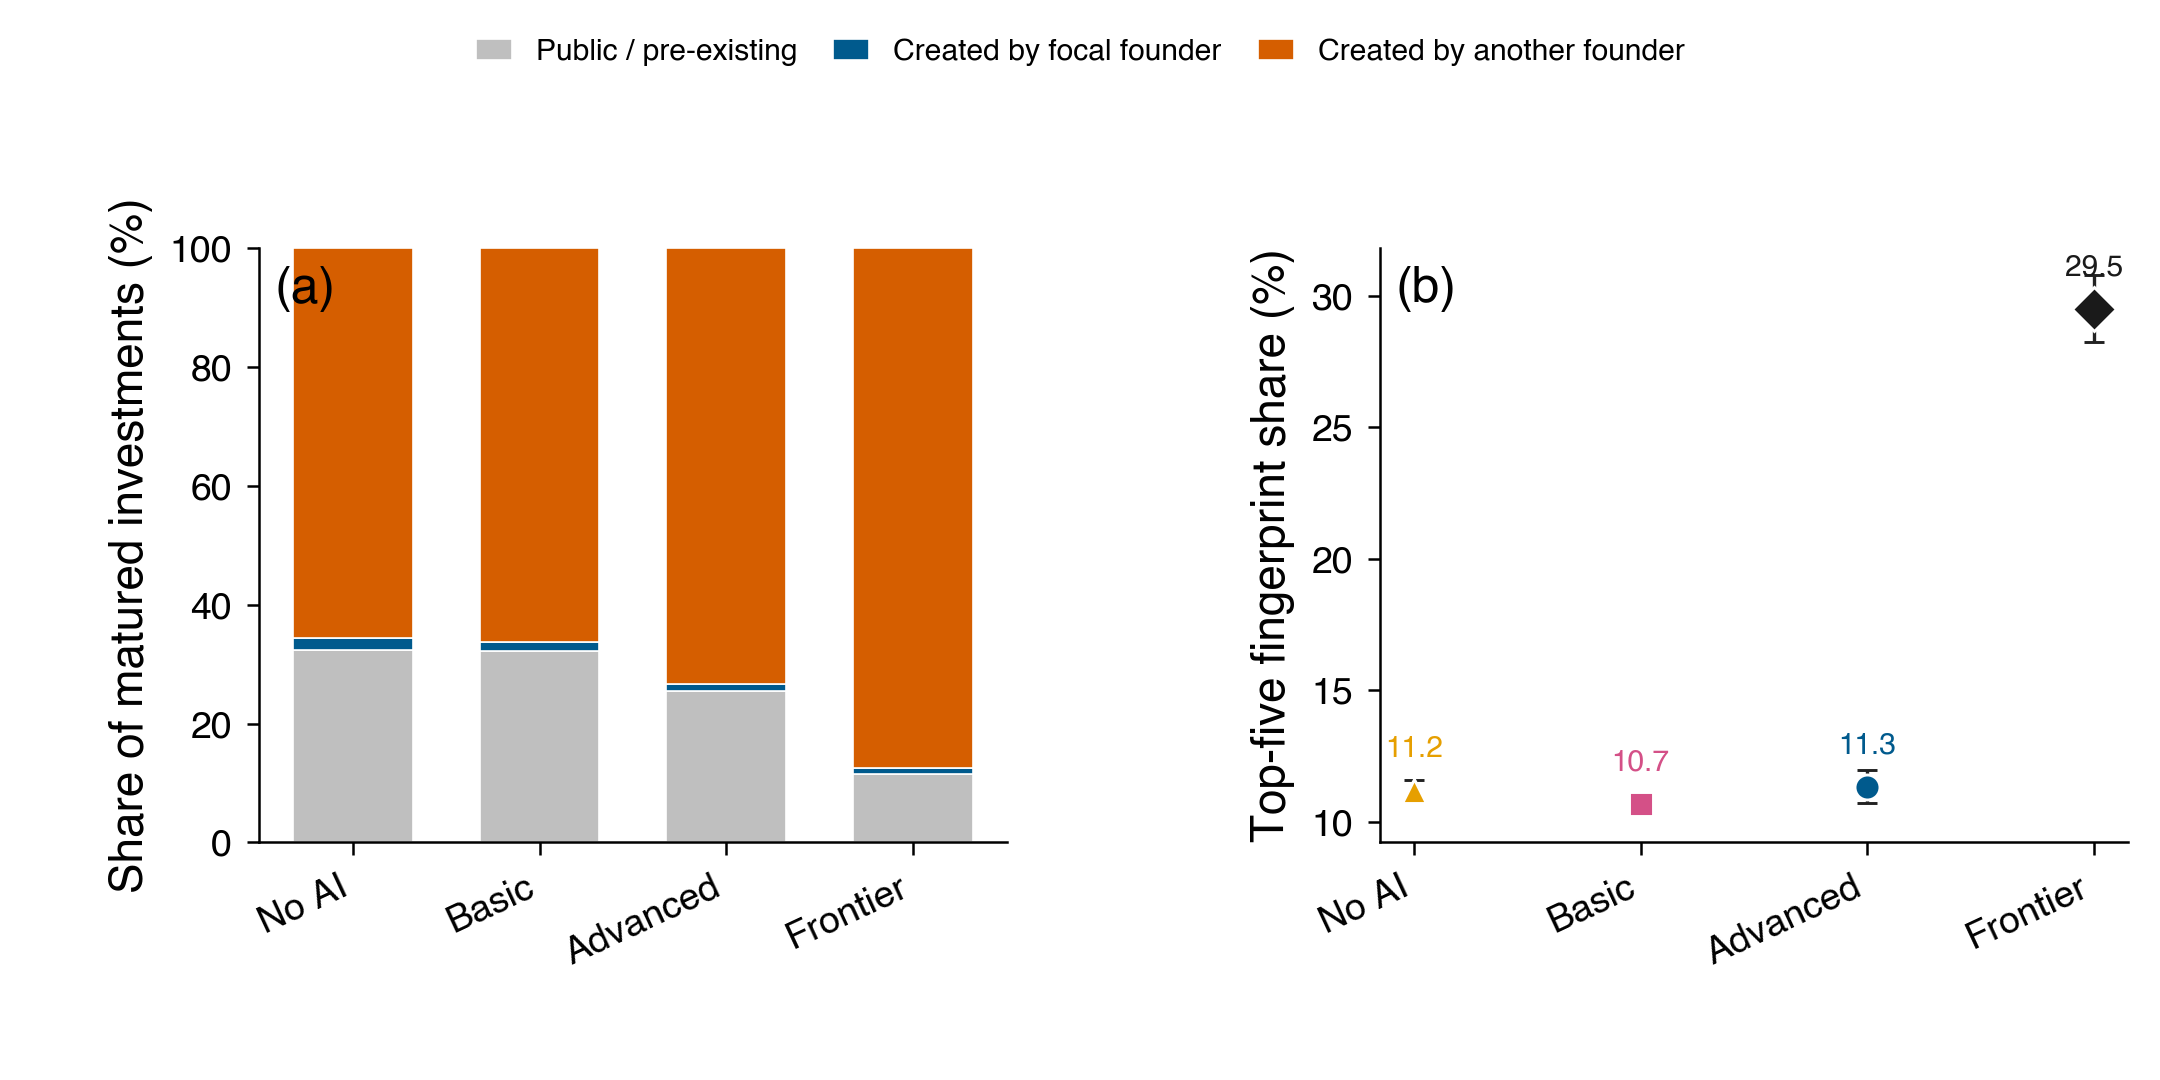 Public / pre-existing
Created by focal founder
Created by another founder
Share of matured investments (%)
100
80
60
40
20
0
(a)
No AI
Basic
Advanced
Frontier
Top-five fingerprint share (%)
30
25
20
15
10
(b)
11.2
10.7
11.3
29.5
No AI
Basic
Advanced
Frontier